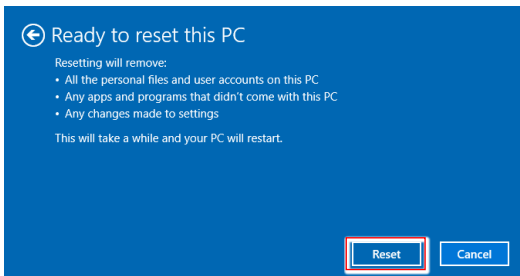 Ready to reset this PC
Resetting will remove:
• All the personal files and user accounts on this PC
• Any apps and programs that didn't come with this PC
• Any changes made to settings
This will take a while and your PC will restart.
Reset
Cancel